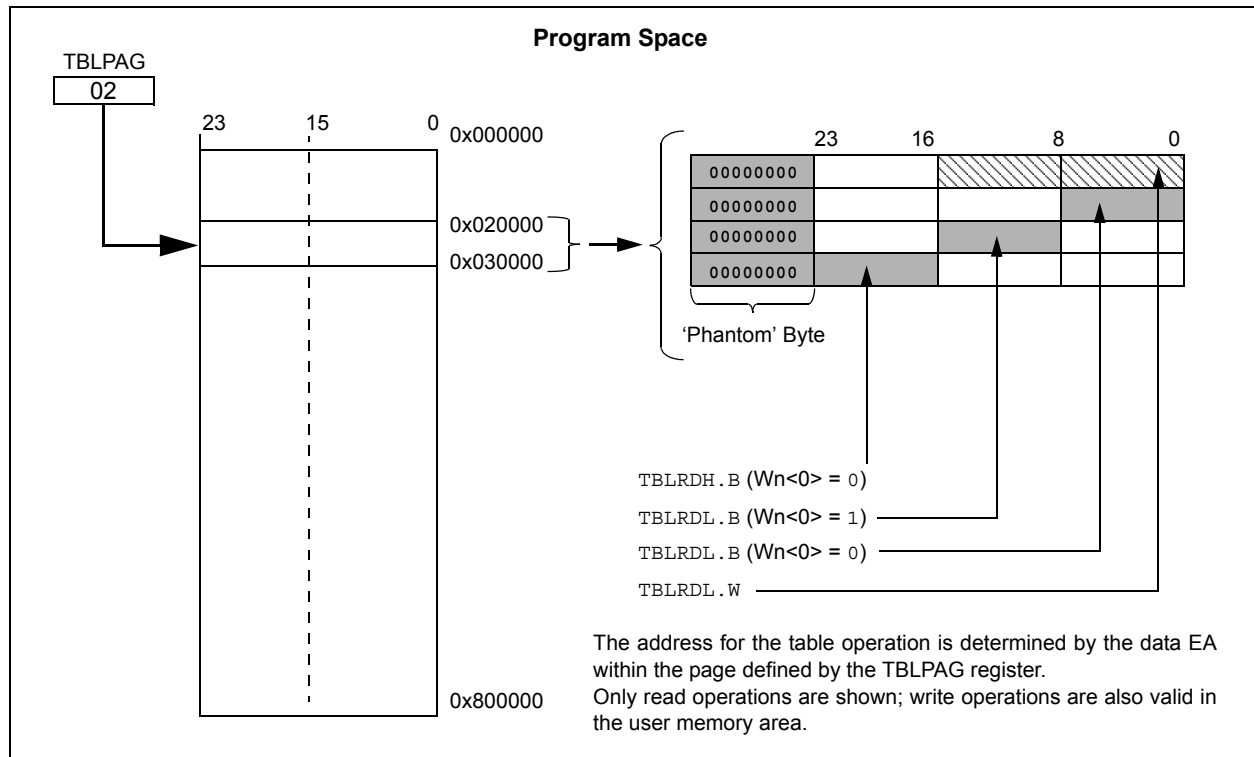 Program Space
TBLPAG
02
23 15 0
0x000000
0x020000
0x030000
0x800000
23 16 8 0
00000000
00000000
00000000
00000000
‘Phantom’ Byte
TBLRDH.B (Wn<0> = 0)
TBLRDL.B (Wn<0> = 1)
TBLRDL.B (Wn<0> = 0)
TBLRDL.W
The address for the table operation is determined by the data EA
within the page defined by the TBLPAG register.
Only read operations are shown; write operations are also valid in
the user memory area.